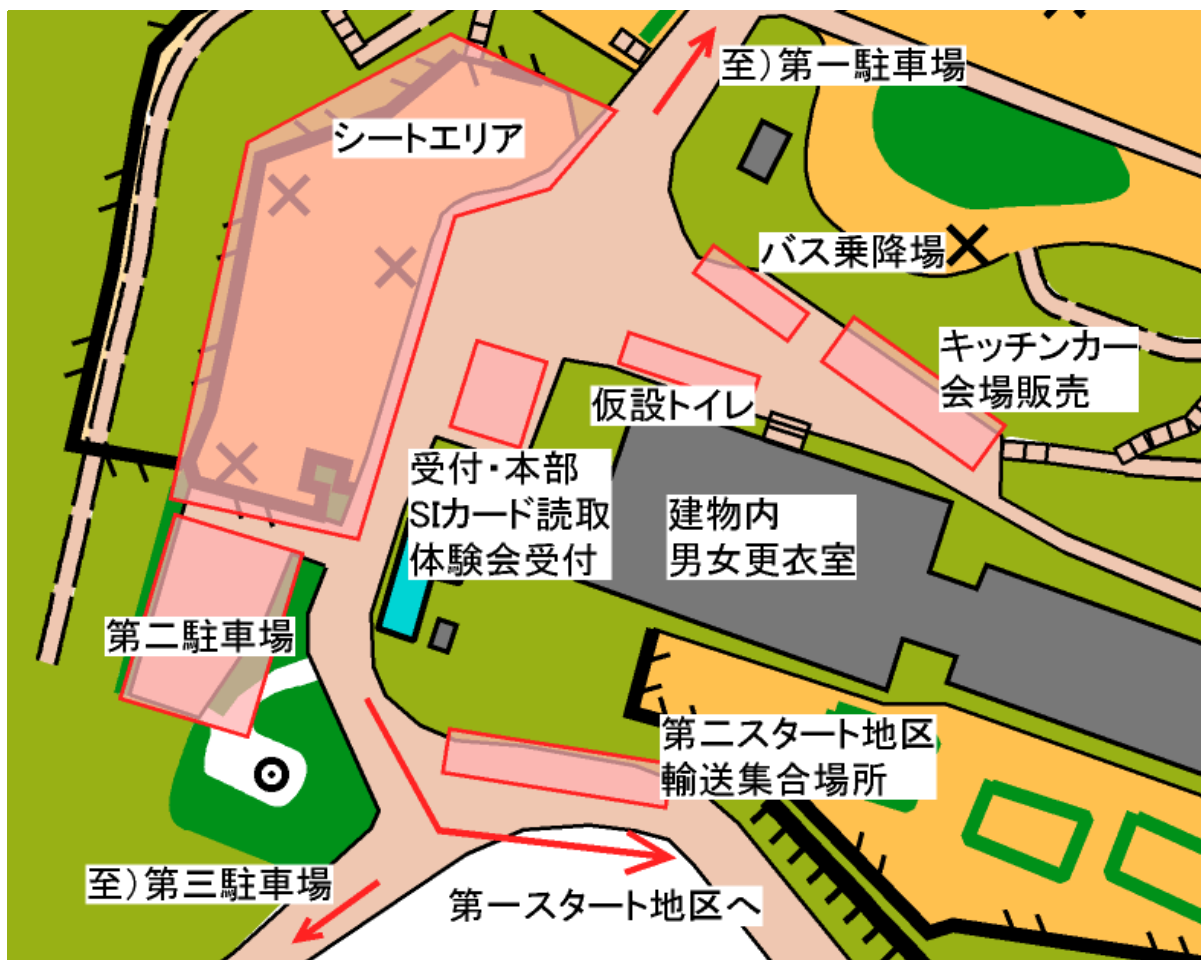 至）第一駐車場
シートエリア
バス乗降場
キッチンカー
会場販売
仮設トイレ
受付・本部
SIカード読取
体験会受付
建物内
男女更衣室
第二駐車場
第二スタート地区
輸送集合場所
至）第三駐車場
第一スタート地区へ